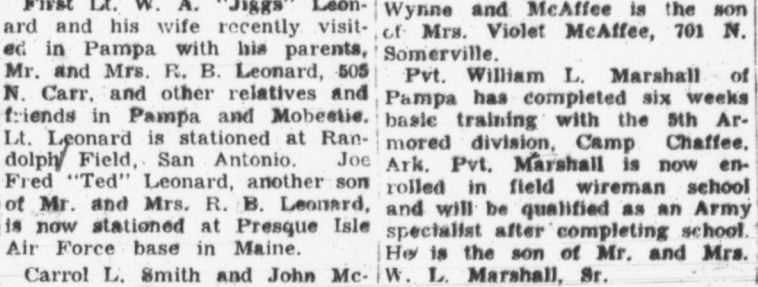 First Lt. W. A. "Jiggs" Leon-
ard and his wife recently visit-
ed in Pampa with his parents,
Mr. and Mrs. R. B. Leonard, 505
N. Carr, and other relatives and
friends in Pampa and Mobeetie.
Lt. Leonard is stationed at Ran-
dolph Field, San Antonio. Joe
Fred "Ted" Leonard, another son
of Mr. and Mrs. R. B. Leonard,
is now stationed at Presque Isle
Air Force base in Maine.
Carrol L. Smith and John Mc-
Wynne and McAffee is the son
of Mrs. Violet McAffee, 701 N.
Somerville.
Pvt. William L. Marshall of
Pampa has completed six weeks
basic training with the 5th Ar-
mored division, Camp Chaffee,
Ark. Pvt. Marshall is now en-
rolled in field wireman school
and will be qualified as an Army
specialist after completing school.
He is the son of Mr. and Mrs.
W. L. Marshall, Sr.